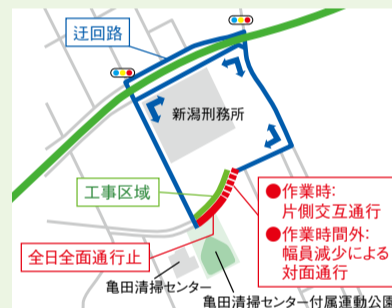 迂回路
新潟刑務所
工事区域
全日全面通行止
●作業時:
片側交互通行
●作業時間外:
幅員減少による
対面通行
亀田清掃センター
亀田清掃センター付属運動公園